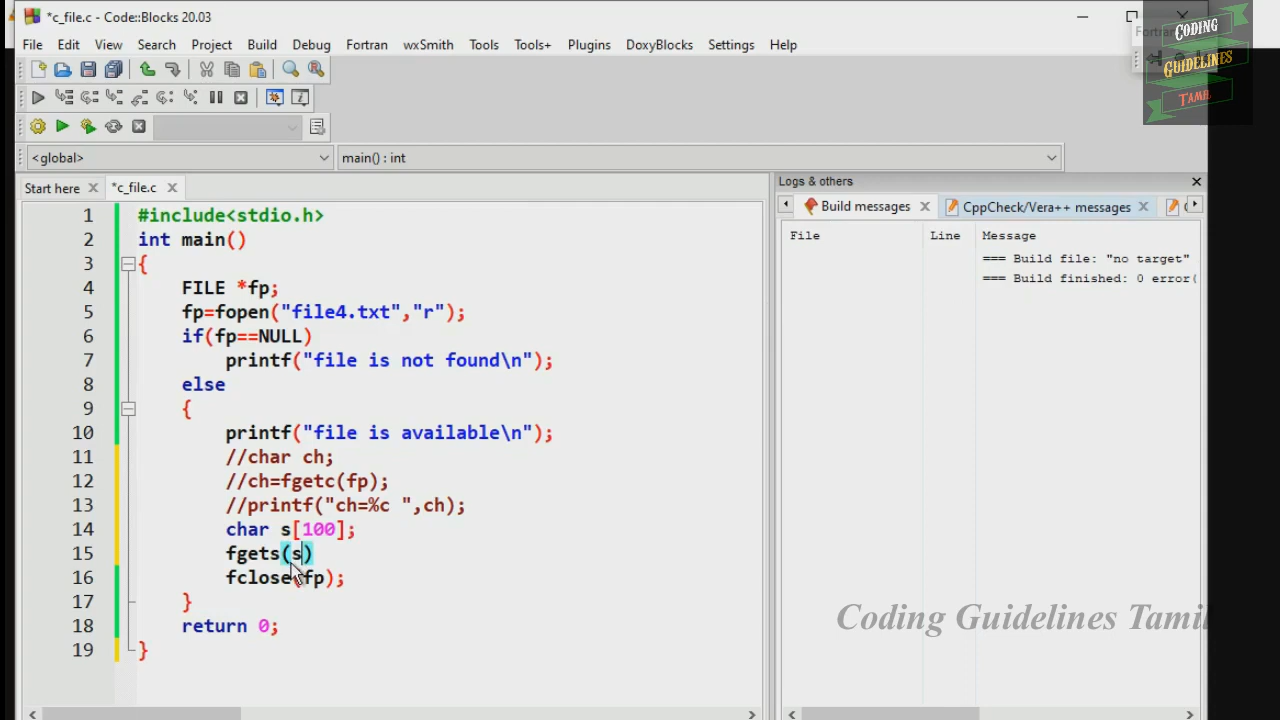 *c_file.c - Code::Blocks 20.03
File Edit View Search Project Build Debug Fortran wxSmith Tools Tools+ Plugins DoxyBlocks Settings Help
CODING
GUIDELINES
TAMIL
<global> main() : int
Start here *c_file.c
Logs & others
Build messages CppCheck/Vera++ messages
File Line Message
=== Build file: "no target"
=== Build finished: 0 error(
1 #include<stdio.h>
2 int main()
3 {
4 FILE *fp;
5 fp=fopen("file4.txt","r");
6 if(fp==NULL)
7 printf("file is not found\n");
8 else
9 {
10 printf("file is available\n");
11 //char ch;
12 //ch=fgetc(fp);
13 //printf("ch=%c ",ch);
14 char s[100];
15 fgets(s)
16 fclose(fp);
17 }
18 return 0;
19 }
Coding Guidelines Tamil